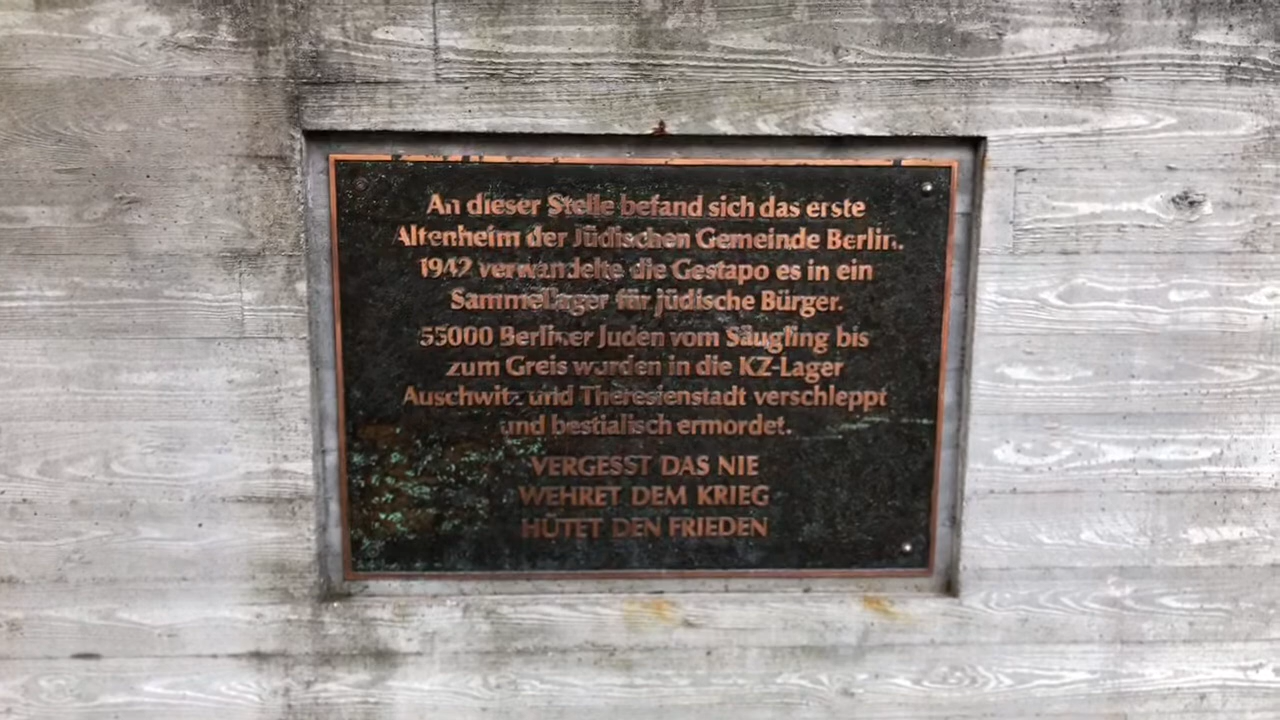 An dieser Stelle befand sich das erste
Altenheim der Jüdischen Gemeinde Berlin.
1942 verwandelte die Gestapo es in ein
Sammellager für jüdische Bürger.
55000 Berliner Juden vom Säugling bis
zum Greis wurden in die KZ-Lager
Auschwitz und Theresienstadt verschleppt
und bestialisch ermordet.
VERGESST DAS NIE
WEHRET DEM KRIEG
HÜTET DEN FRIEDEN